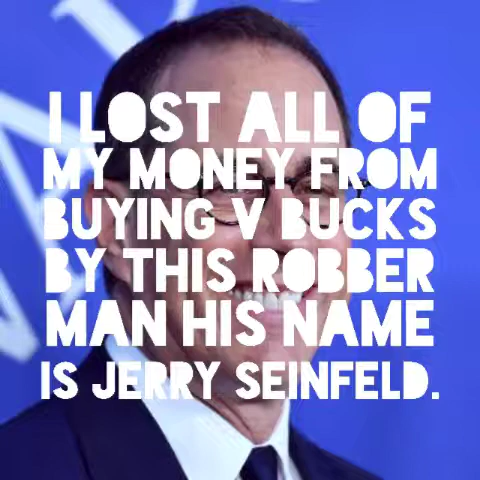 I LOST ALL OF
MY MONEY FROM
BUYING V BUCKS
BY THIS ROBBER
MAN HIS NAME
IS JERRY SEINFELD.